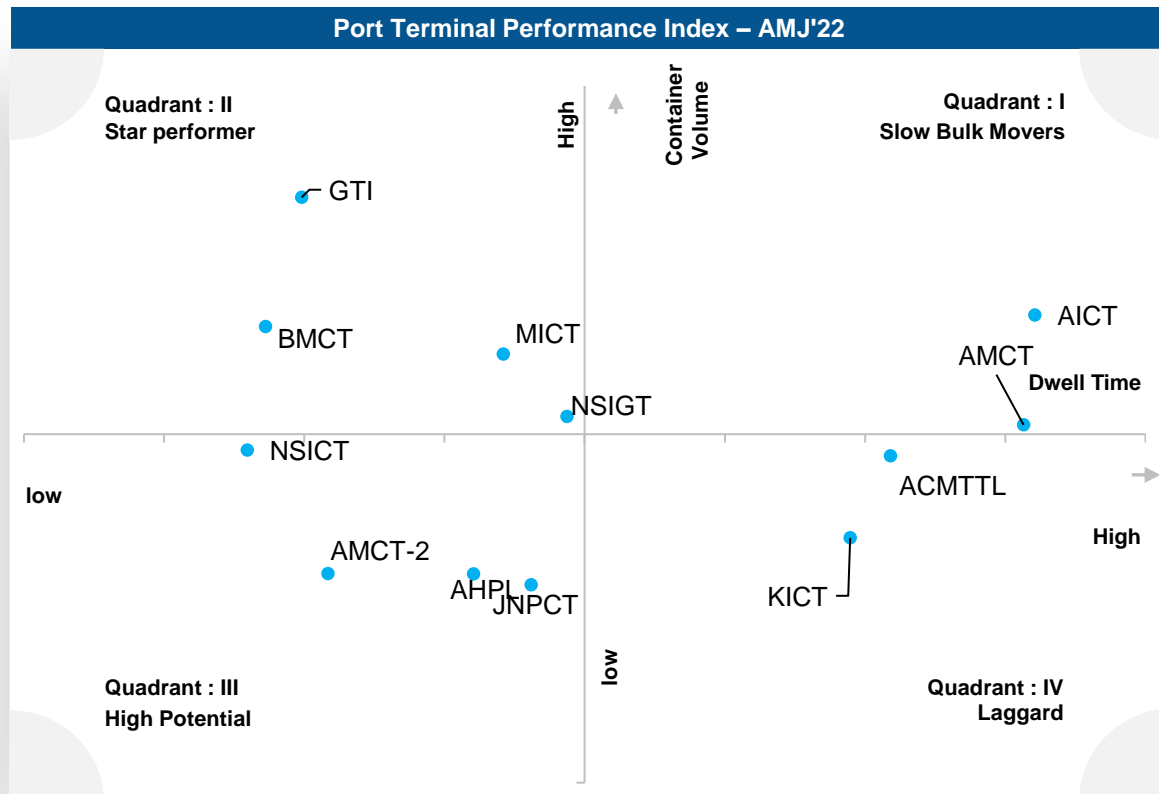 Port Terminal Performance Index – AMJ'22
Quadrant : II
Star performer
High
Container
Volume
Quadrant : I
Slow Bulk Movers
GTI
BMCT
MICT
AICT
AMCT
Dwell Time
NSIGT
NSICT
ACMTTL
low
High
AMCT-2
AHPL
JNPCT
KICT
low
Quadrant : III
High Potential
Quadrant : IV
Laggard